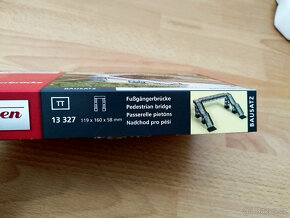 TT
13 327
119 x 160 x 58 mm
Fußgängerbrücke
Pedestrian bridge
Passerelle piétons
Nadchod pro pěší
BAUSATZ